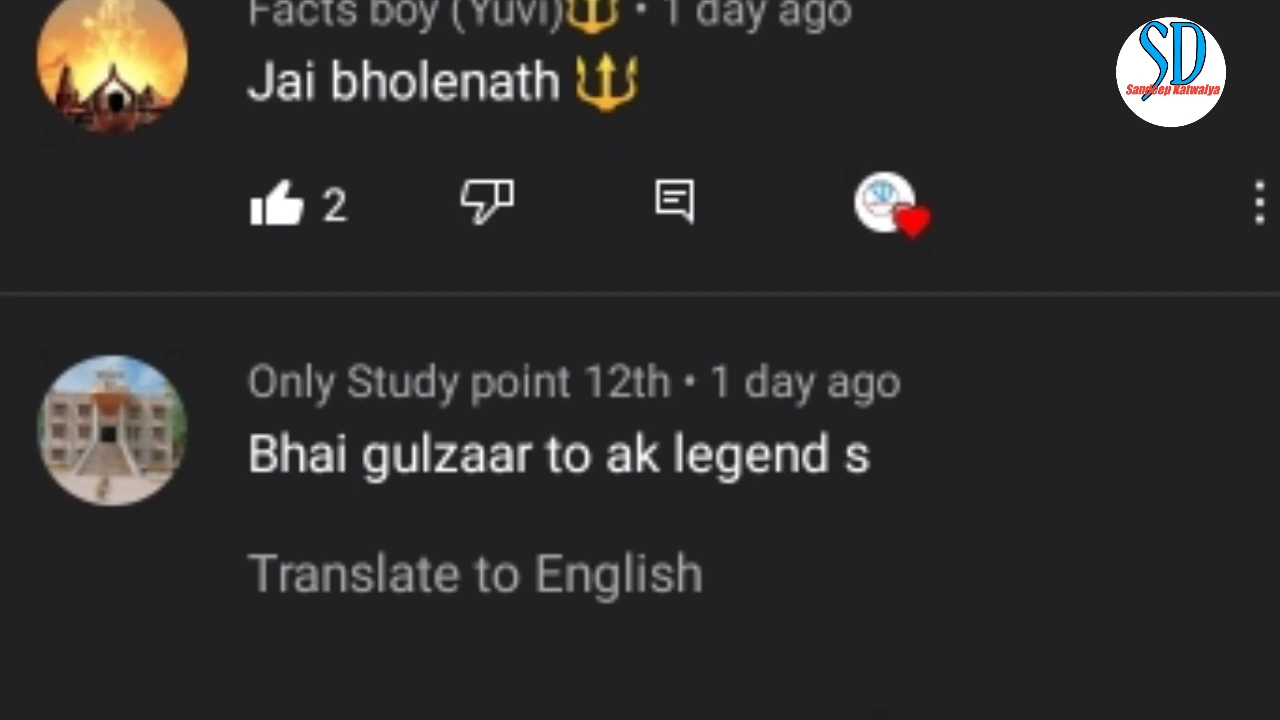 Facts boy (Yuvi)🔱 • 1 day ago
SD
Sandeep Katwalya
Jai bholenath 🔱
2
Only Study point 12th • 1 day ago
Bhai gulzaar to ak legend s
Translate to English